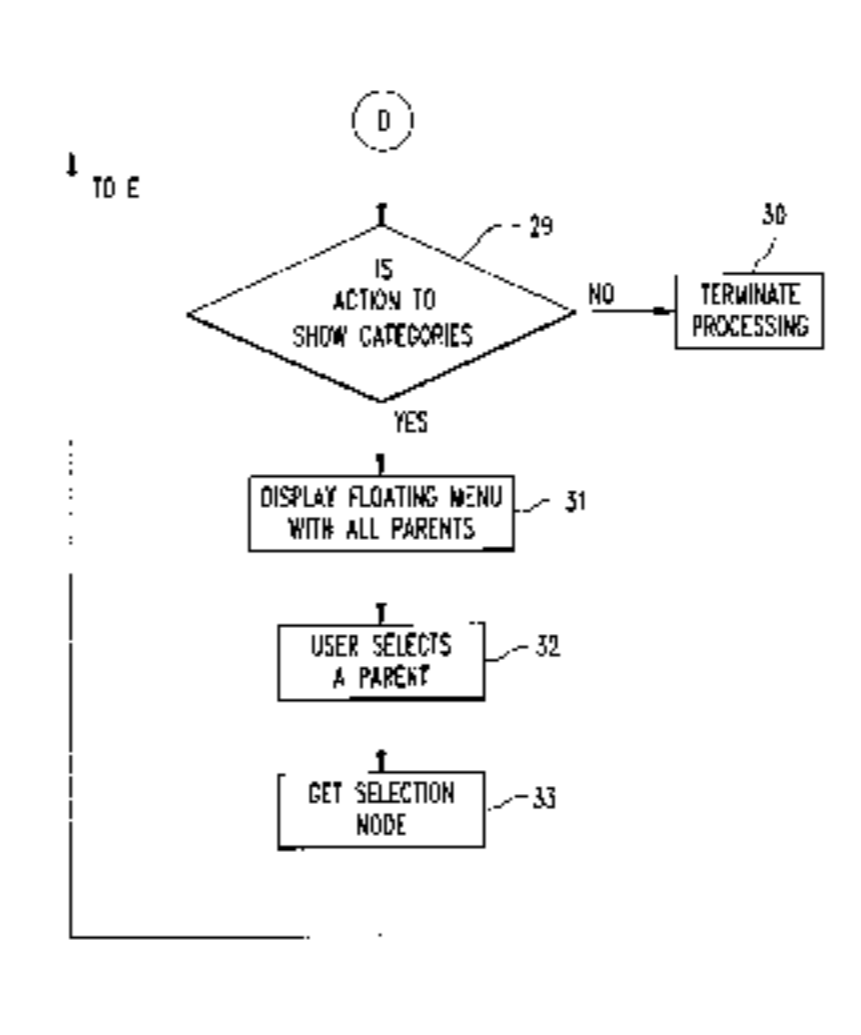 D
TO E
29
IS
ACTION TO
SHOW CATEGORIES
NO
30
TERMINATE
PROCESSING
YES
DISPLAY FLOATING MENU
WITH ALL PARENTS
31
USER SELECTS
A PARENT
32
GET SELECTION
NODE
33